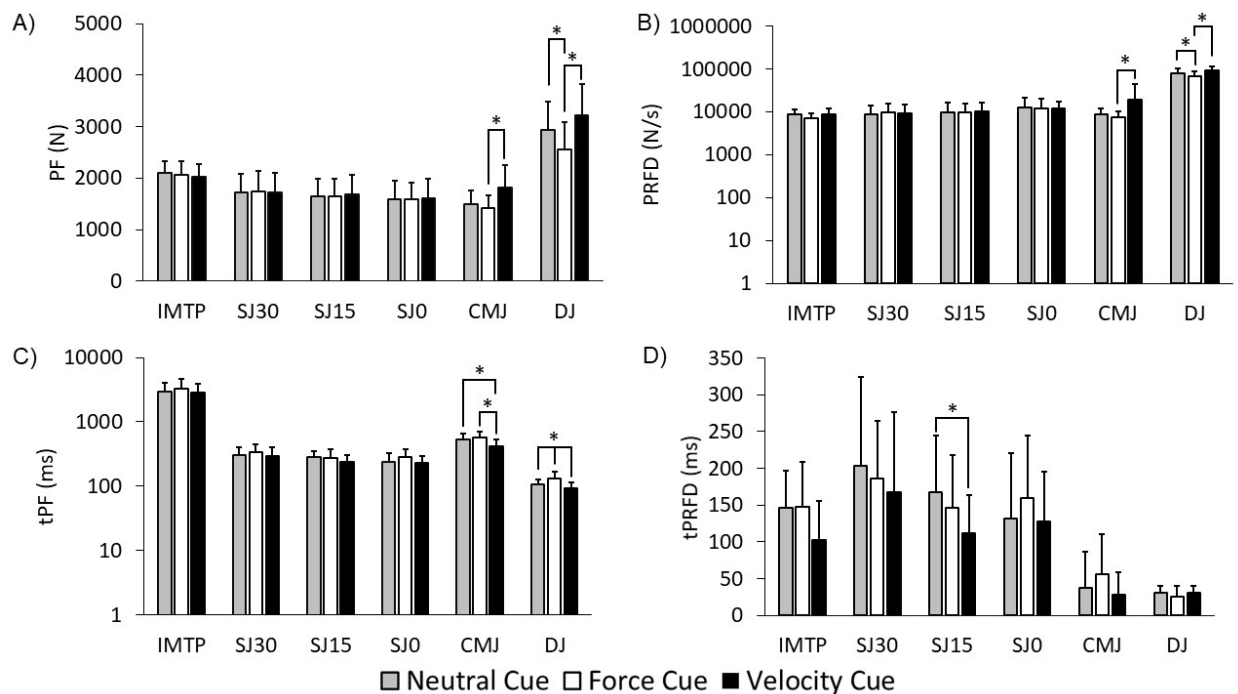 A)
5000
4000
3000
2000
1000
0
PF (N)
* * *
IMTP SJ30 SJ15 SJ0 CMJ DJ
B)
1000000
100000
10000
1000
100
10
1
PRFD (N/s)
* * *
IMTP SJ30 SJ15 SJ0 CMJ DJ
C)
10000
1000
100
10
1
tPF (ms)
* * *
IMTP SJ30 SJ15 SJ0 CMJ DJ
D)
350
300
250
200
150
100
50
0
tPRFD (ms)
*
IMTP SJ30 SJ15 SJ0 CMJ DJ
Neutral Cue Force Cue Velocity Cue